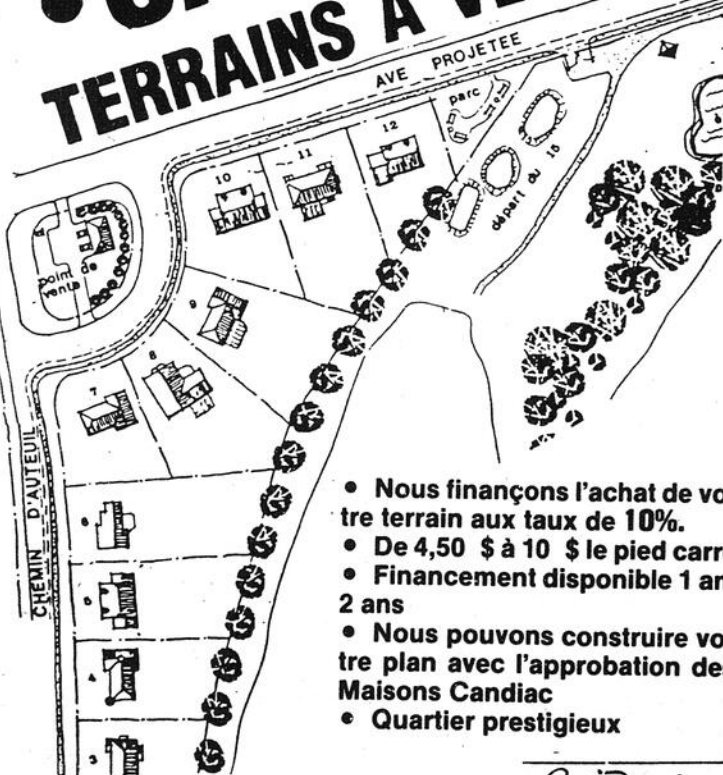 TERRAINS À
AVE PROJETEE
parc
12
11
10
départ du 15
point de
vente
9
8
7
CHEMIN D'AUTEUIL
6
5
4
3
• Nous finançons l'achat de vo
tre terrain aux taux de 10%.
• De 4,50 $ à 10 $ le pied carr
• Financement disponible 1 an
2 ans
• Nous pouvons construire vo
tre plan avec l'approbation des
Maisons Candiac
• Quartier prestigieux